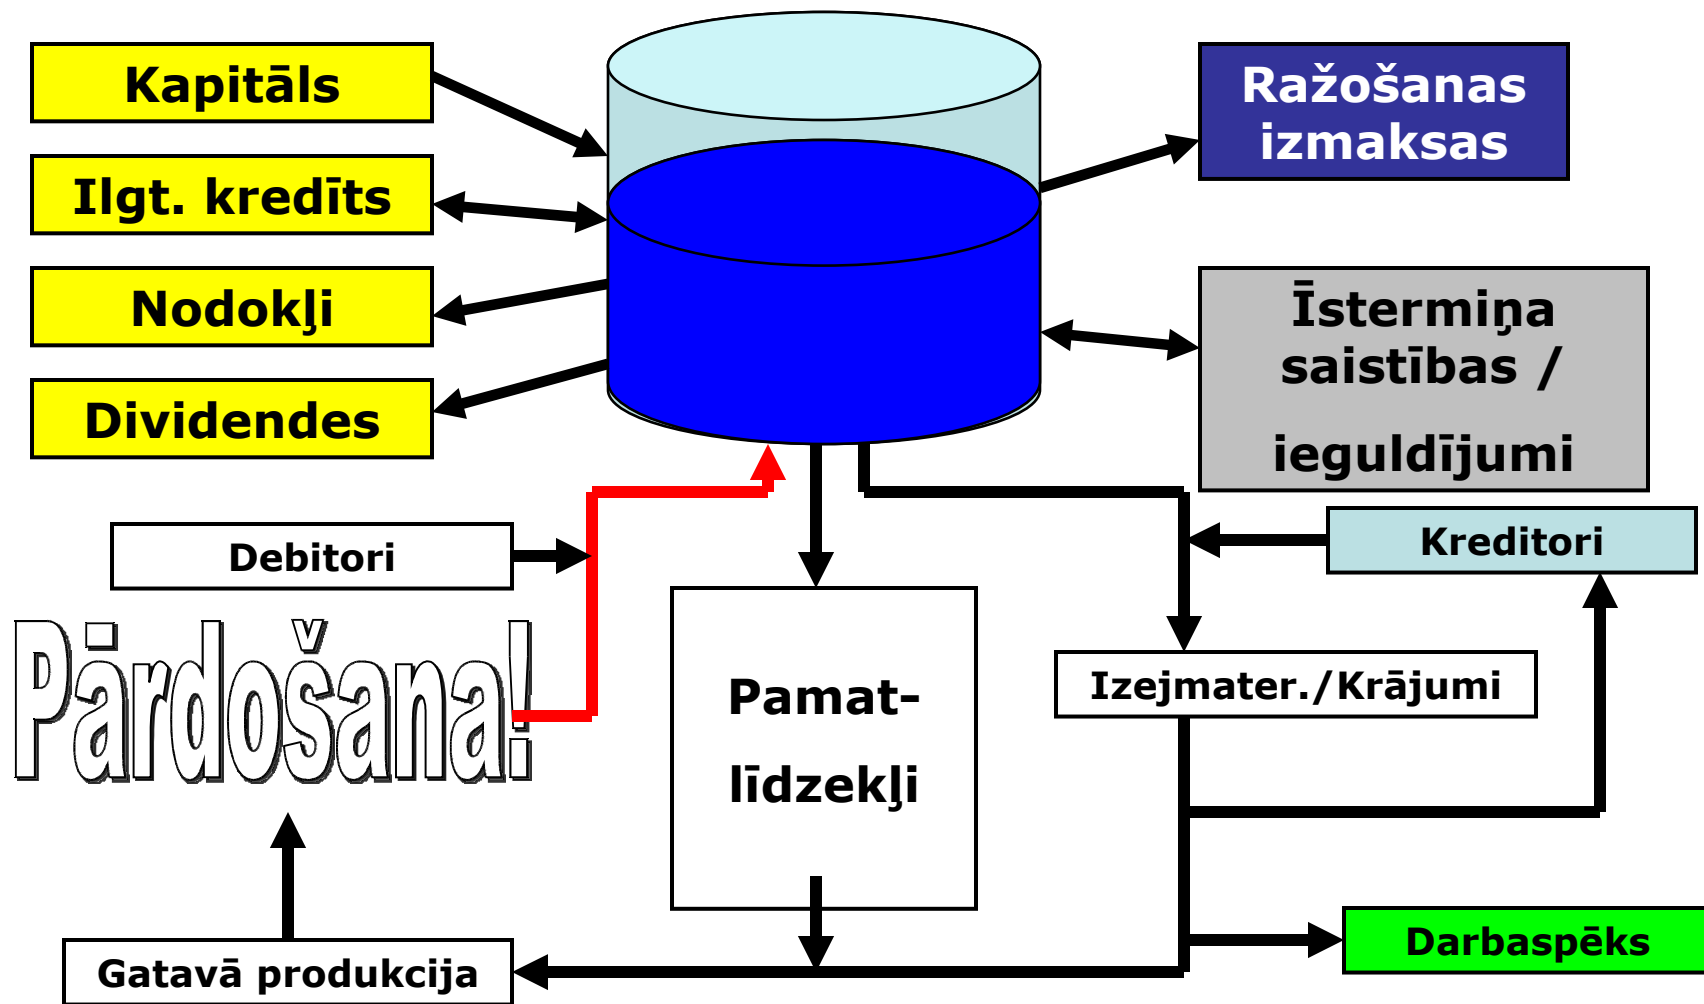 Kapitāls
Ilgt. kredīts
Nodokļi
Dividendes
Ražošanas
izmaksas
Īstermiņa
saistības /
ieguldījumi
Debitori
Kreditori
Pārdošana!
Pamat-
līdzekļi
Izejmater./Krājumi
Gatavā produkcija
Darbaspēks